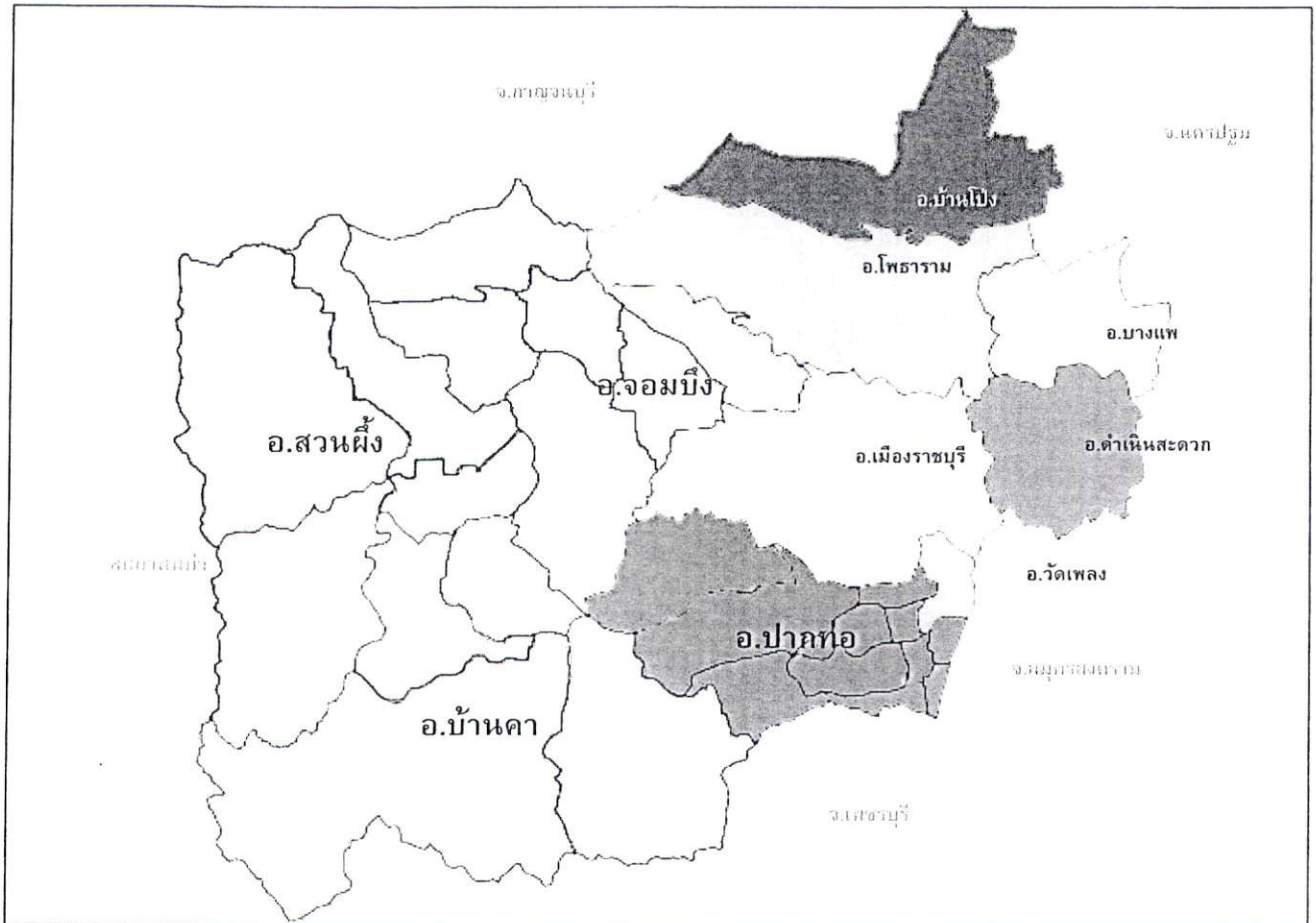 จ.กาญจนบุรี
จ.นครปฐม
อ.บ้านโป่ง
อ.โพธาราม
อ.บางแพ
อ.จอมบึง
อ.สวนผึ้ง
อ.เมืองราชบุรี
อ.ดำเนินสะดวก
อ.วัดเพลง
อ.ปากท่อ
จ.สมุทรสงคราม
อ.บ้านคา
จ.เพชรบุรี